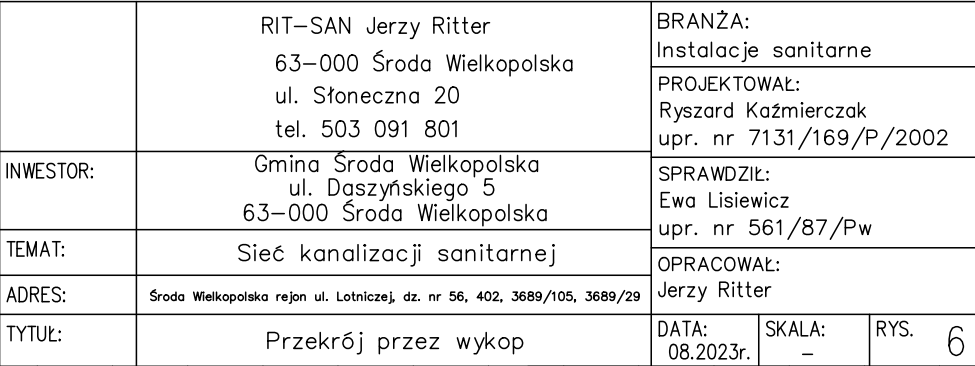 RIT-SAN Jerzy Ritter
63-000 Środa Wielkopolska
ul. Słoneczna 20
tel. 503 091 801
BRANŻA:
Instalacje sanitarne
PROJEKTOWAŁ:
Ryszard Kaźmierczak
upr. nr 7131/169/P/2002
INWESTOR:
Gmina Środa Wielkopolska
ul. Daszyńskiego 5
63-000 Środa Wielkopolska
SPRAWDZIŁ:
Ewa Lisiewicz
upr. nr 561/87/Pw
TEMAT:
Sieć kanalizacji sanitarnej
OPRACOWAŁ:
Jerzy Ritter
ADRES:
Środa Wielkopolska rejon ul. Lotniczej, dz. nr 56, 402, 3689/105, 3689/29
TYTUŁ:
Przekrój przez wykop
DATA:
08.2023r.
SKALA:
-
RYS. 6